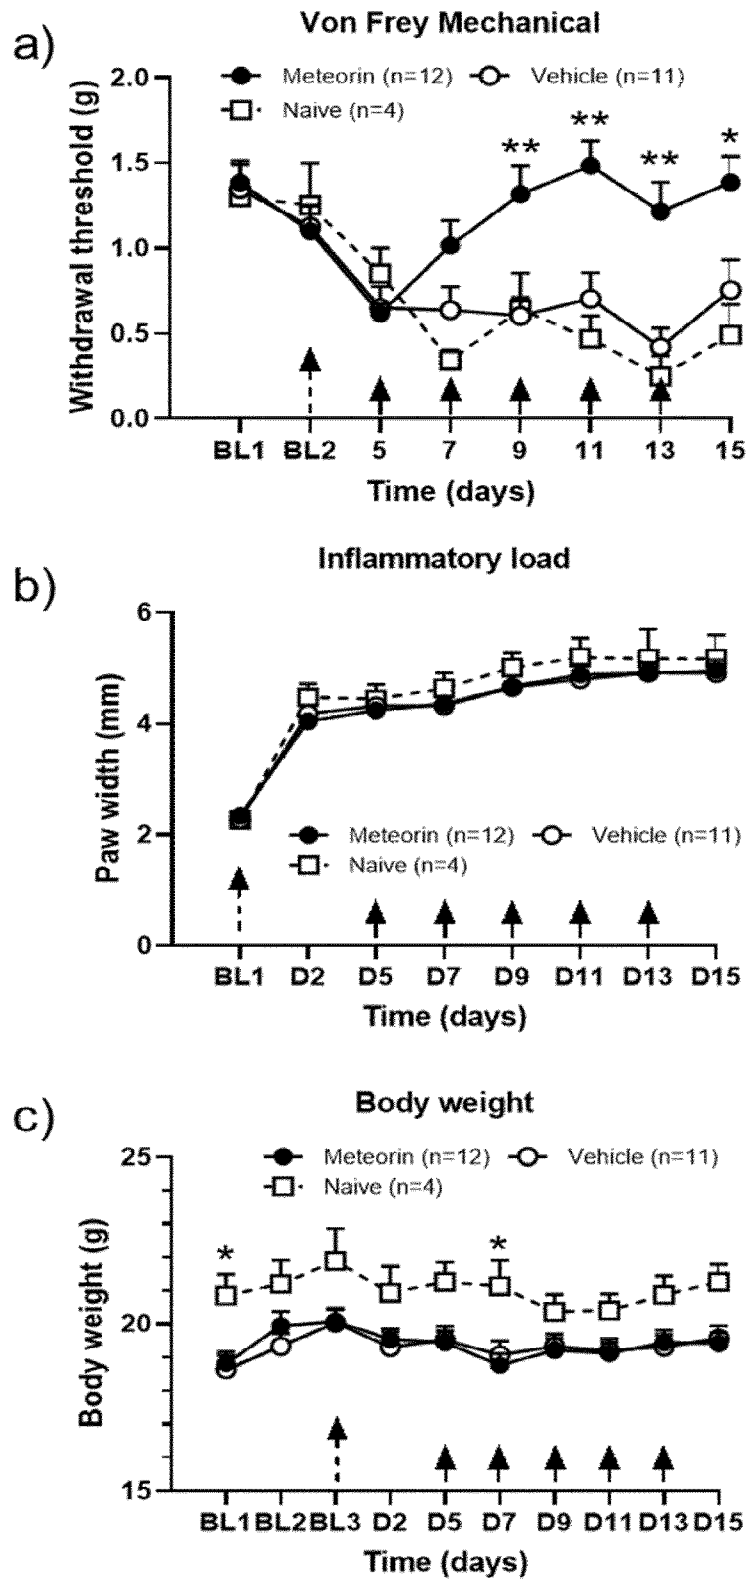 a)
Von Frey Mechanical
Meteorin (n=12) Vehicle (n=11)
Naive (n=4)
Withdrawal threshold (g)
2.0
1.5
1.0
0.5
0.0
** ** ** *
BL1 BL2 5 7 9 11 13 15
Time (days)
b)
Inflammatory load
Paw width (mm)
6
4
2
0
Meteorin (n=12) Vehicle (n=11)
Naive (n=4)
BL1 D2 D5 D7 D9 D11 D13 D15
Time (days)
c)
Body weight
Body weight (g)
25
20
15
Meteorin (n=12) Vehicle (n=11)
Naive (n=4)
* *
BL1 BL2 BL3 D2 D5 D7 D9 D11 D13 D15
Time (days)